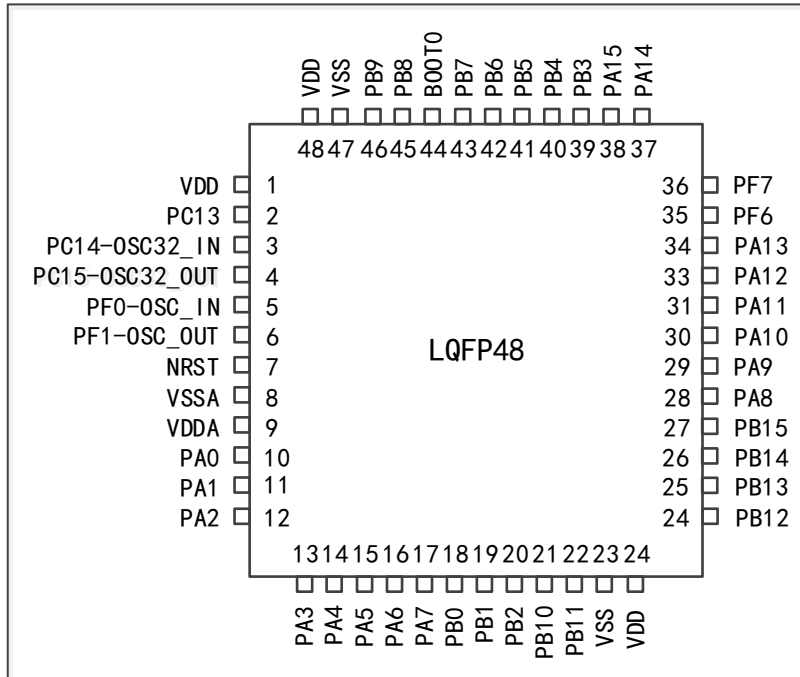 VDD VSS PB9 PB8 BOOT0 PB7 PB6 PB5 PB4 PB3 PA15 PA14
48 47 46 45 44 43 42 41 40 39 38 37
VDD 1 36 PF7
PC13 2 35 PF6
PC14-OSC32_IN 3 34 PA13
PC15-OSC32_OUT 4 33 PA12
PF0-OSC_IN 5 31 PA11
PF1-OSC_OUT 6 30 PA10
LQFP48
NRST 7 29 PA9
VSSA 8 28 PA8
VDDA 9 27 PB15
PA0 10 26 PB14
PA1 11 25 PB13
PA2 12 24 PB12
13 14 15 16 17 18 19 20 21 22 23 24
PA3 PA4 PA5 PA6 PA7 PB0 PB1 PB2 PB10 PB11 VSS VDD